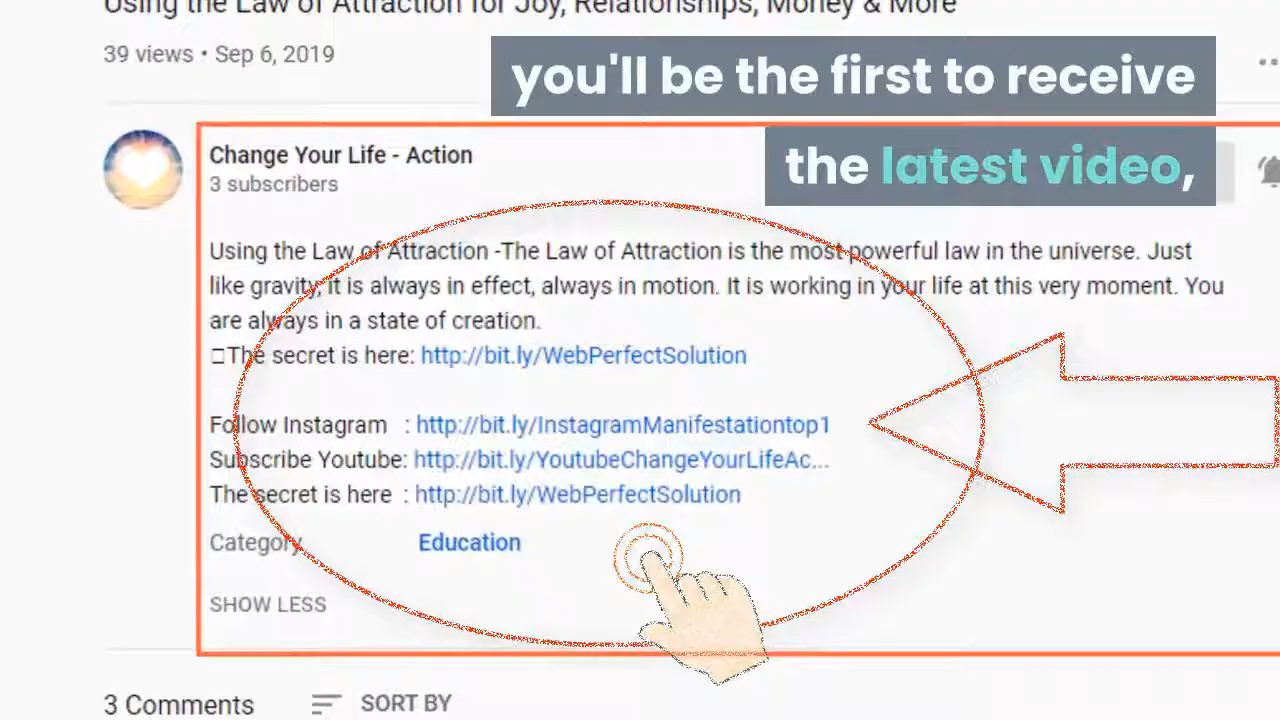 Using the Law of Attraction for Joy, Relationships, Money & More
39 views • Sep 6, 2019
you'll be the first to receive
the latest video,
Change Your Life - Action
3 subscribers
Using the Law of Attraction -The Law of Attraction is the most powerful law in the universe. Just
like gravity, it is always in effect, always in motion. It is working in your life at this very moment. You
are always in a state of creation.
□The secret is here: http://bit.ly/WebPerfectSolution
Follow Instagram : http://bit.ly/InstagramManifestationtop1
Subscribe Youtube: http://bit.ly/YoutubeChangeYourLifeAc...
The secret is here : http://bit.ly/WebPerfectSolution
Category Education
SHOW LESS
3 Comments SORT BY